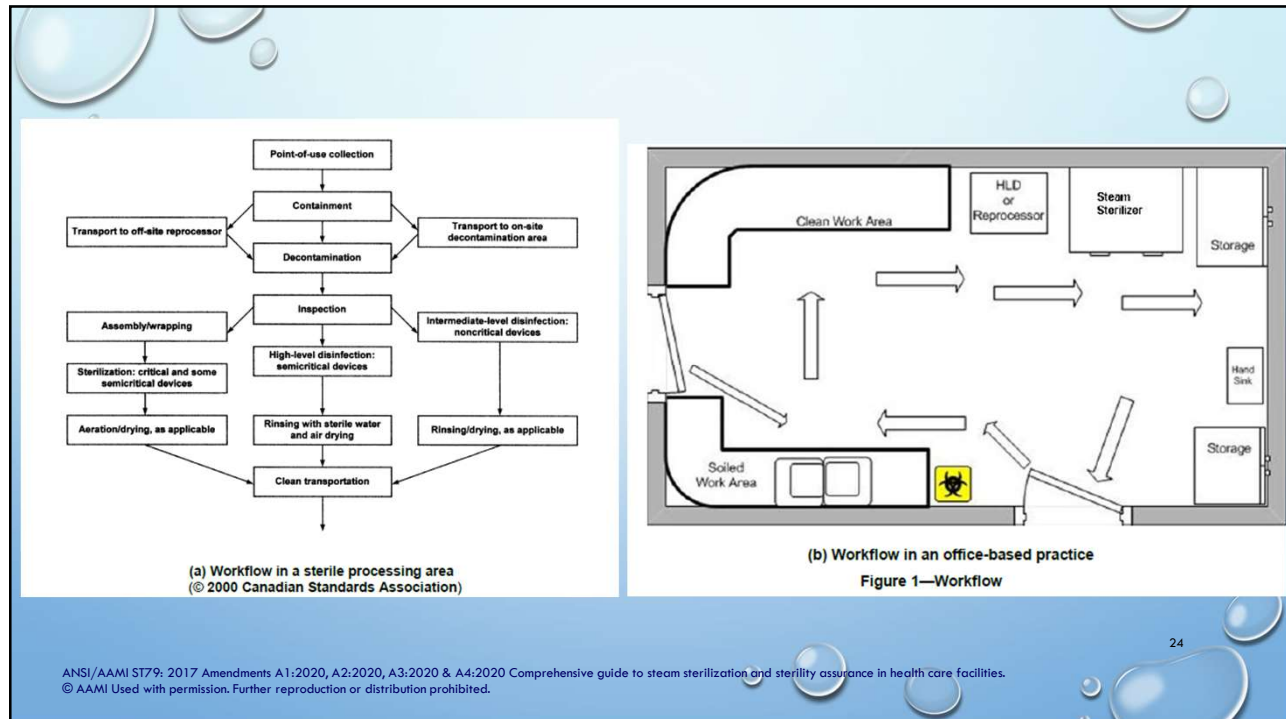 Point-of-use collection
Containment
Transport to off-site reprocessor
Transport to on-site
decontamination area
Decontamination
Inspection
Assembly/wrapping
Intermediate-level disinfection:
noncritical devices
High-level disinfection:
semicritical devices
Sterilization: critical and some
semicritical devices
Aeration/drying, as applicable
Rinsing with sterile water
and air drying
Rinsing/drying, as applicable
Clean transportation
(a) Workflow in a sterile processing area
(© 2000 Canadian Standards Association)
Clean Work Area
HLD
or
Reprocessor
Steam
Sterilizer
Storage
Hand
Sink
Storage
Soiled
Work Area
(b) Workflow in an office-based practice
Figure 1—Workflow
24
ANSI/AAMI ST79: 2017 Amendments A1:2020, A2:2020, A3:2020 & A4:2020 Comprehensive guide to steam sterilization and sterility assurance in health care facilities.
© AAMI Used with permission. Further reproduction or distribution prohibited.